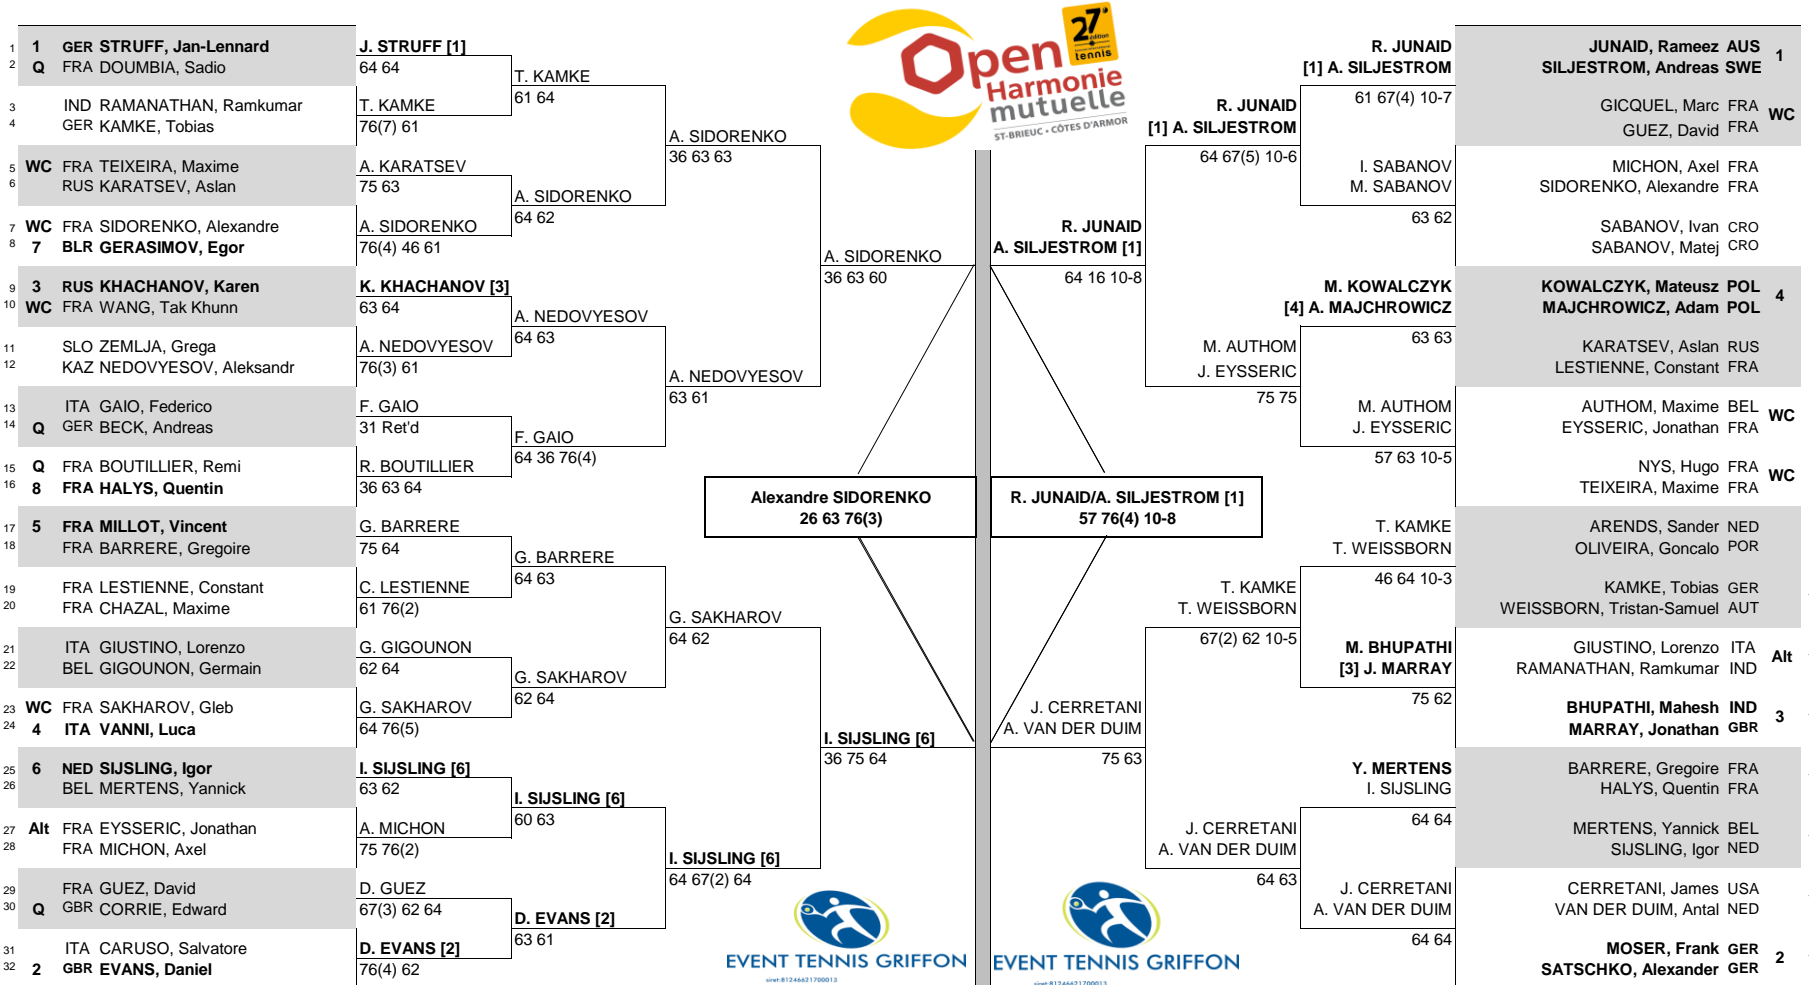 Open
27e
édition
tennis
Harmonie
mutuelle
ST-BRIEUC • CÔTES D'ARMOR
1 1 GER STRUFF, Jan-Lennard
2 Q FRA DOUMBIA, Sadio
3 IND RAMANATHAN, Ramkumar
4 GER KAMKE, Tobias
5 WC FRA TEIXEIRA, Maxime
6 RUS KARATSEV, Aslan
7 WC FRA SIDORENKO, Alexandre
8 7 BLR GERASIMOV, Egor
9 3 RUS KHACHANOV, Karen
10 WC FRA WANG, Tak Khunn
11 SLO ZEMLJA, Grega
12 KAZ NEDOVYESOV, Aleksandr
13 ITA GAIO, Federico
14 Q GER BECK, Andreas
15 Q FRA BOUTILLIER, Remi
16 8 FRA HALYS, Quentin
17 5 FRA MILLOT, Vincent
18 FRA BARRERE, Gregoire
19 FRA LESTIENNE, Constant
20 FRA CHAZAL, Maxime
21 ITA GIUSTINO, Lorenzo
22 BEL GIGOUNON, Germain
23 WC FRA SAKHAROV, Gleb
24 4 ITA VANNI, Luca
25 6 NED SIJSLING, Igor
26 BEL MERTENS, Yannick
27 Alt FRA EYSSERIC, Jonathan
28 FRA MICHON, Axel
29 FRA GUEZ, David
30 Q GBR CORRIE, Edward
31 ITA CARUSO, Salvatore
32 2 GBR EVANS, Daniel
J. STRUFF [1]
64 64
T. KAMKE
76(7) 61
A. KARATSEV
75 63
A. SIDORENKO
76(4) 46 61
K. KHACHANOV [3]
63 64
A. NEDOVYESOV
76(3) 61
F. GAIO
31 Ret'd
R. BOUTILLIER
36 63 64
G. BARRERE
75 64
C. LESTIENNE
61 76(2)
G. GIGOUNON
62 64
G. SAKHAROV
64 76(5)
I. SIJSLING [6]
63 62
A. MICHON
75 76(2)
D. GUEZ
67(3) 62 64
D. EVANS [2]
76(4) 62
T. KAMKE
61 64
A. SIDORENKO
64 62
A. NEDOVYESOV
64 63
F. GAIO
64 36 76(4)
G. BARRERE
64 63
G. SAKHAROV
62 64
I. SIJSLING [6]
60 63
D. EVANS [2]
63 61
A. SIDORENKO
36 63 63
A. NEDOVYESOV
63 61
G. SAKHAROV
64 62
I. SIJSLING [6]
64 67(2) 64
A. SIDORENKO
36 63 60
I. SIJSLING [6]
36 75 64
Alexandre SIDORENKO
26 63 76(3)
R. JUNAID/A. SILJESTROM [1]
57 76(4) 10-8
R. JUNAID
A. SILJESTROM [1]
64 16 10-8
J. CERRETANI
A. VAN DER DUIM
75 63
R. JUNAID
[1] A. SILJESTROM
64 67(5) 10-6
M. AUTHOM
J. EYSSERIC
75 75
T. KAMKE
T. WEISSBORN
67(2) 62 10-5
J. CERRETANI
A. VAN DER DUIM
64 63
R. JUNAID
[1] A. SILJESTROM
61 67(4) 10-7
I. SABANOV
M. SABANOV
63 62
M. KOWALCZYK
[4] A. MAJCHROWICZ
63 63
M. AUTHOM
J. EYSSERIC
57 63 10-5
T. KAMKE
T. WEISSBORN
46 64 10-3
M. BHUPATHI
[3] J. MARRAY
75 62
Y. MERTENS
I. SIJSLING
64 64
J. CERRETANI
A. VAN DER DUIM
64 64
JUNAID, Rameez AUS 1
SILJESTROM, Andreas SWE
GICQUEL, Marc FRA WC
GUEZ, David FRA
MICHON, Axel FRA
SIDORENKO, Alexandre FRA
SABANOV, Ivan CRO
SABANOV, Matej CRO
KOWALCZYK, Mateusz POL 4
MAJCHROWICZ, Adam POL
KARATSEV, Aslan RUS
LESTIENNE, Constant FRA
AUTHOM, Maxime BEL WC
EYSSERIC, Jonathan FRA
NYS, Hugo FRA WC
TEIXEIRA, Maxime FRA
ARENDS, Sander NED
OLIVEIRA, Goncalo POR
KAMKE, Tobias GER
WEISSBORN, Tristan-Samuel AUT
GIUSTINO, Lorenzo ITA Alt
RAMANATHAN, Ramkumar IND
BHUPATHI, Mahesh IND 3
MARRAY, Jonathan GBR
BARRERE, Gregoire FRA
HALYS, Quentin FRA
MERTENS, Yannick BEL
SIJSLING, Igor NED
CERRETANI, James USA
VAN DER DUIM, Antal NED
MOSER, Frank GER 2
SATSCHKO, Alexander GER
EVENT TENNIS GRIFFON
siret:81246621700013
EVENT TENNIS GRIFFON
siret:81246621700013